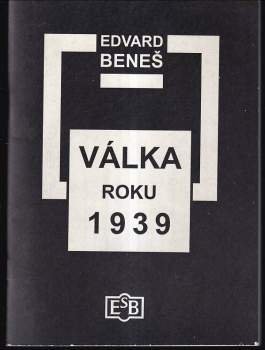 EDVARD
BENEŠ
VÁLKA
ROKU
1939
ESB